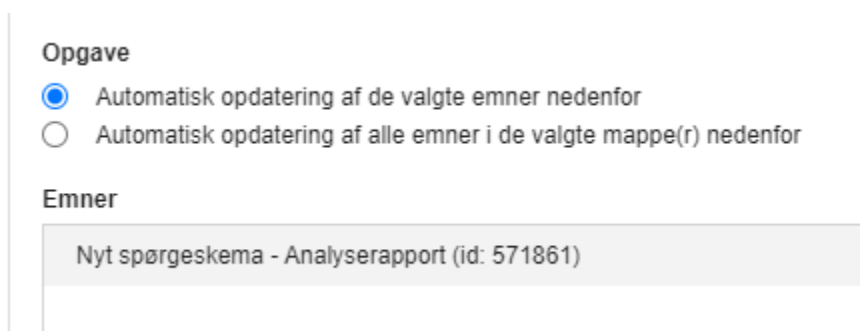 Opgave
Automatisk opdatering af de valgte emner nedenfor
Automatisk opdatering af alle emner i de valgte mappe(r) nedenfor
Emner
Nyt spørgeskema - Analyserapport (id: 571861)